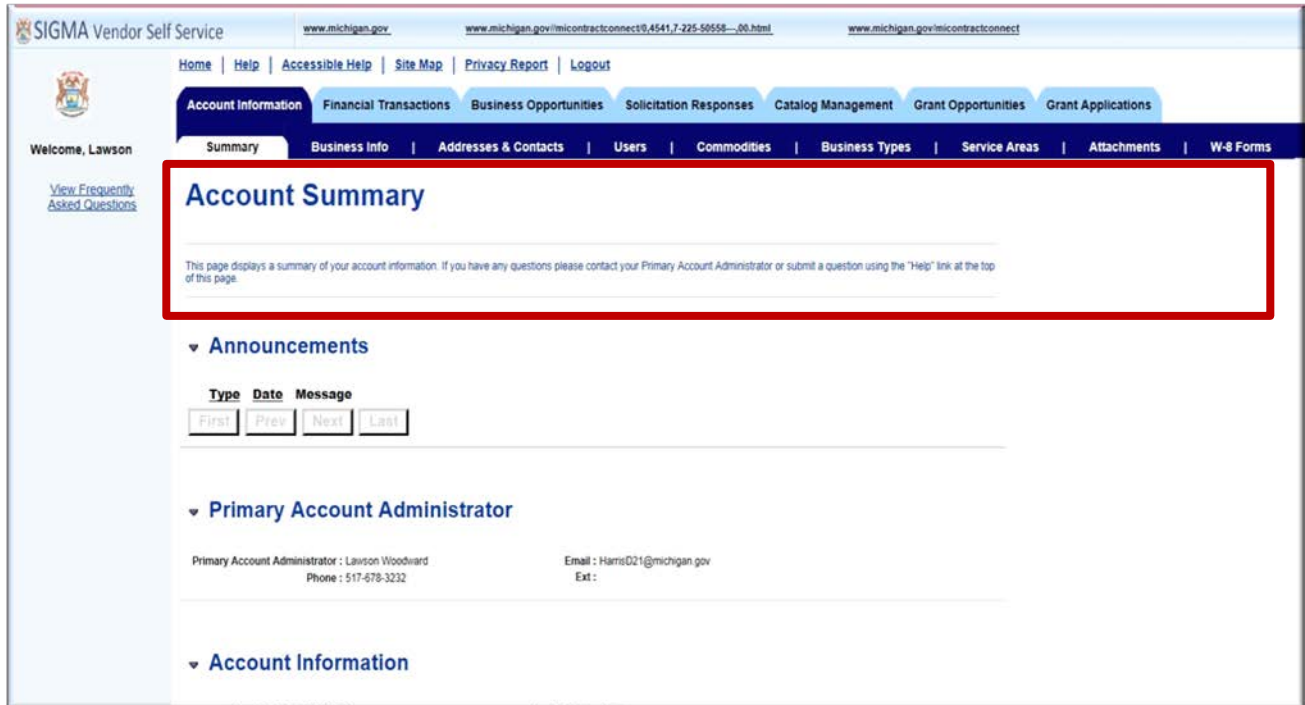 SIGMA Vendor Self Service www.michigan.gov www.michigan.gov//micontractconnect/0,4541,7-225-50558---,00.html www.michigan.gov/micontractconnect
Home | Help | Accessible Help | Site Map | Privacy Report | Logout
Account Information Financial Transactions Business Opportunities Solicitation Responses Catalog Management Grant Opportunities Grant Applications
Welcome, Lawson
Summary Business Info | Addresses & Contacts | Users | Commodities | Business Types | Service Areas | Attachments | W-8 Forms
View Frequently
Asked Questions
Account Summary
This page displays a summary of your account information. If you have any questions please contact your Primary Account Administrator or submit a question using the "Help" link at the top
of this page.
Announcements
Type Date Message
First Prev Next Last
Primary Account Administrator
Primary Account Administrator : Lawson Woodward Email : HarrisD21@michigan.gov
Phone : 517-678-3232 Ext :
Account Information